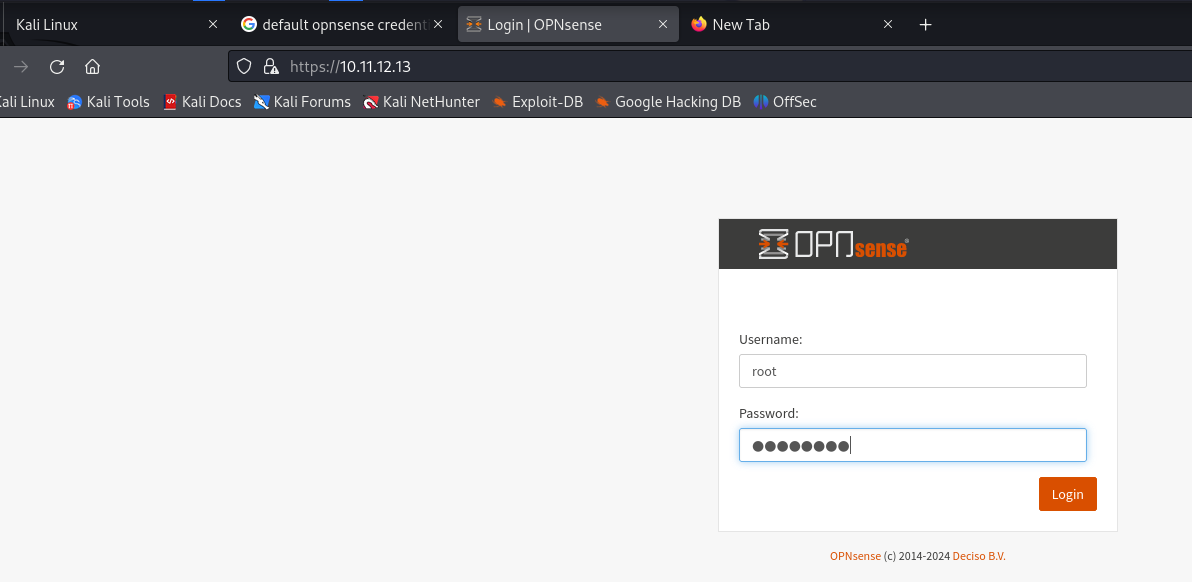 Kali Linux default opnsense credenti Login | OPNsense New Tab
https://10.11.12.13
ali Linux Kali Tools Kali Docs Kali Forums Kali NetHunter Exploit-DB Google Hacking DB OffSec
OPNsense
Username:
root
Password:
●●●●●●●●
Login
OPNsense (c) 2014-2024 Deciso B.V.